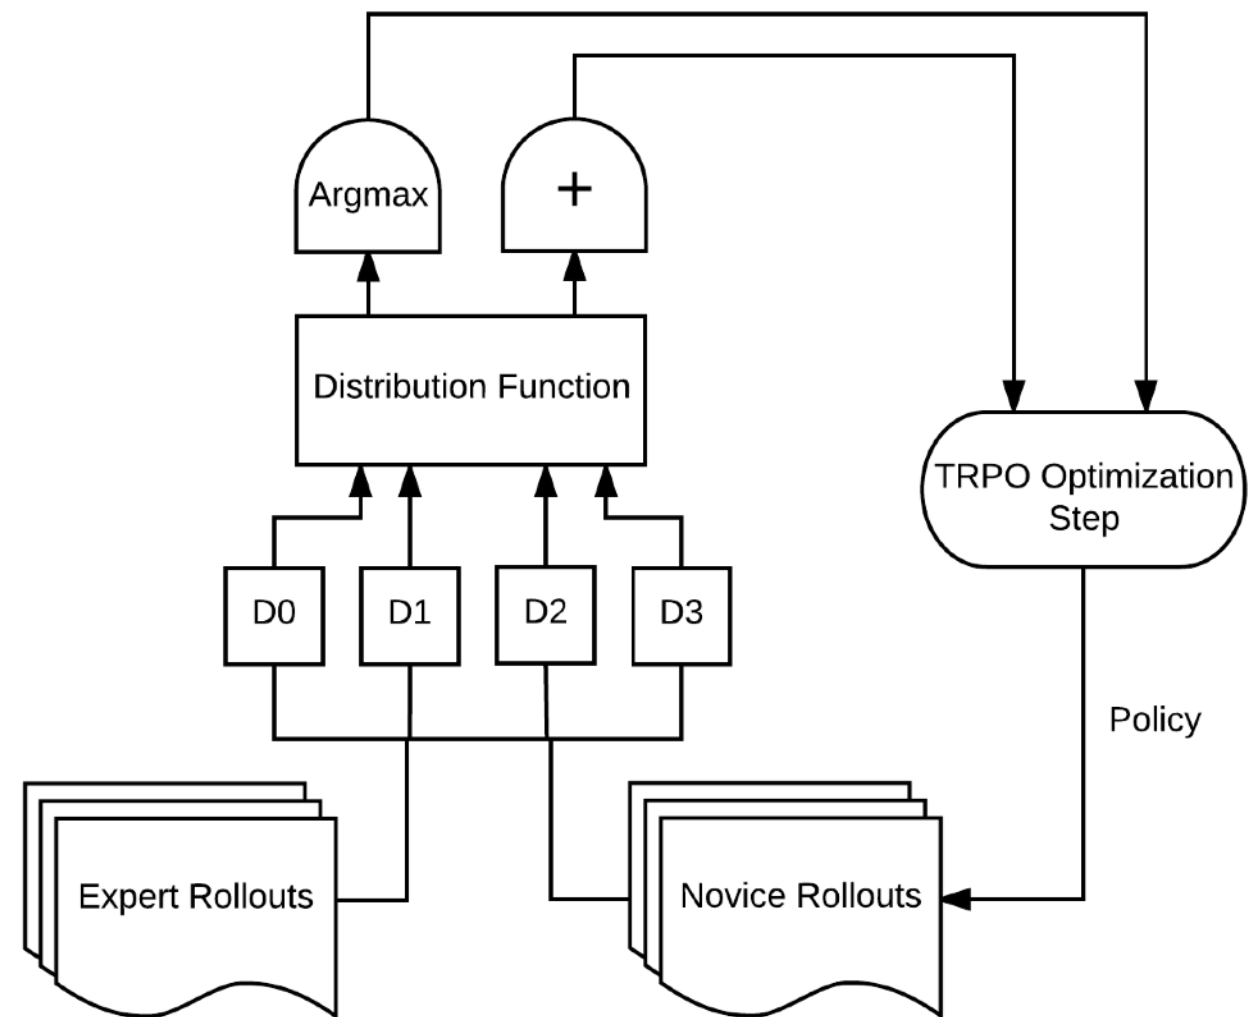 Argmax
+
Distribution Function
TRPO Optimization
Step
D0
D1
D2
D3
Policy
Expert Rollouts
Novice Rollouts